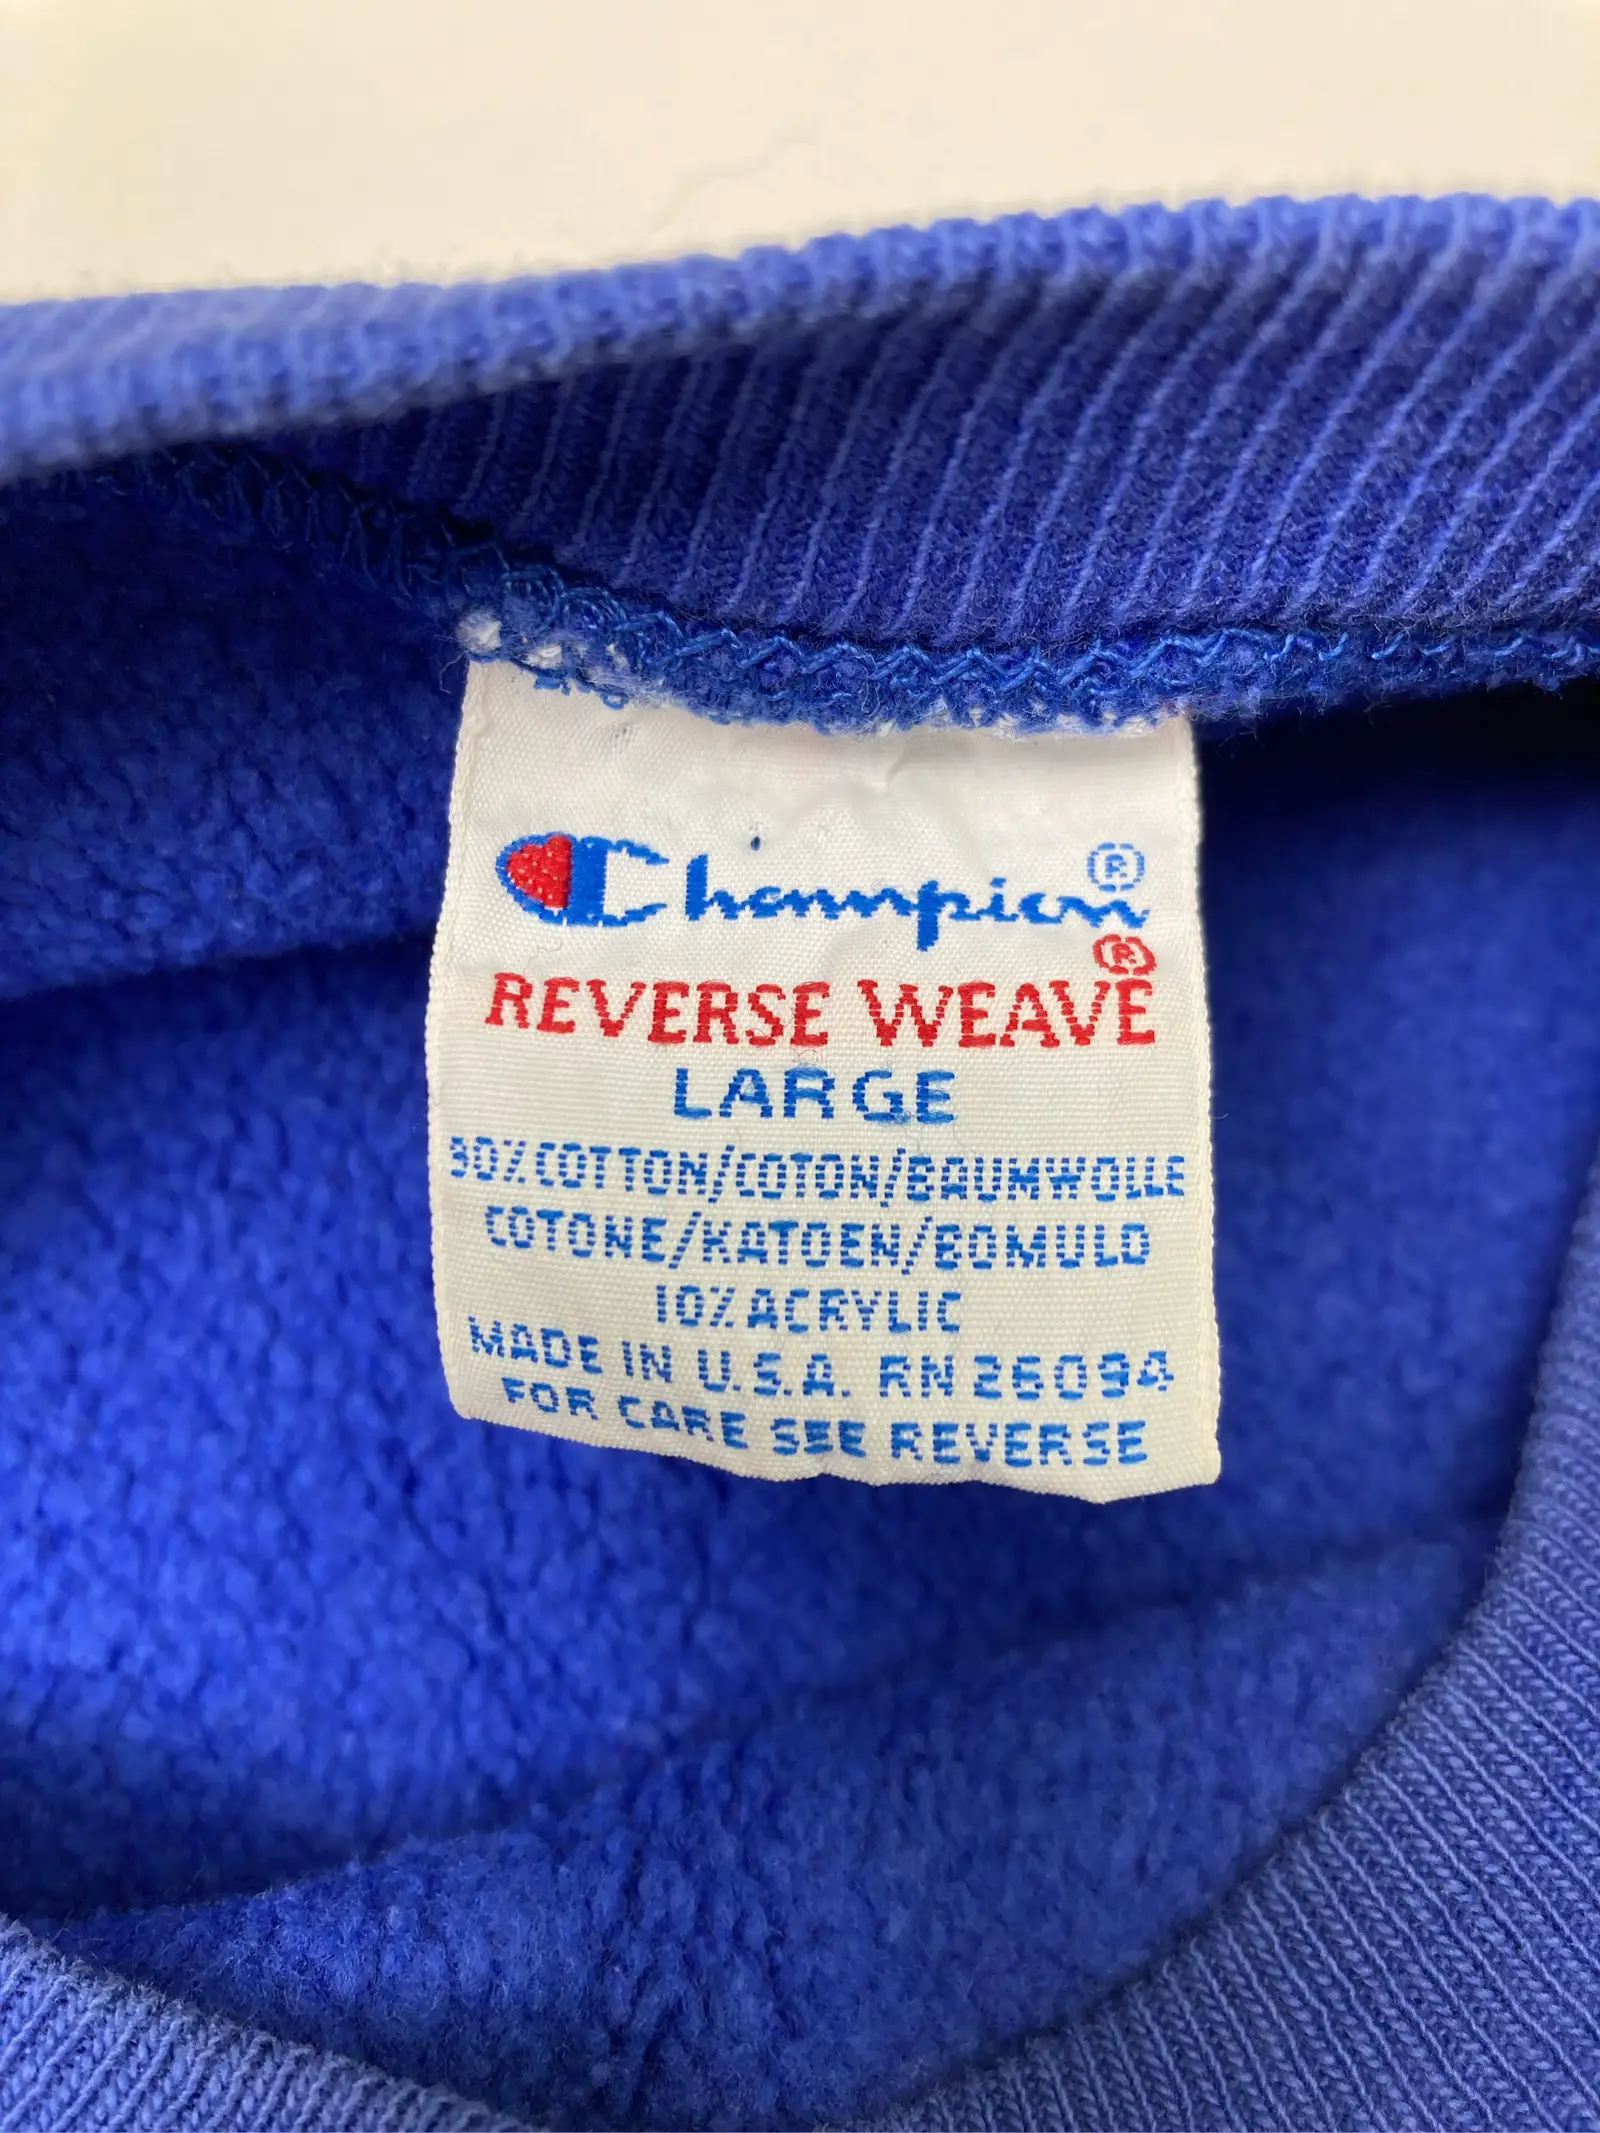 Champion®
REVERSE WEAVE®
LARGE
90% COTTON/COTON/BAUMWOLLE
COTONE/KATOEN/BOMULD
10% ACRYLIC
MADE IN U.S.A. RN 26094
FOR CARE SEE REVERSE